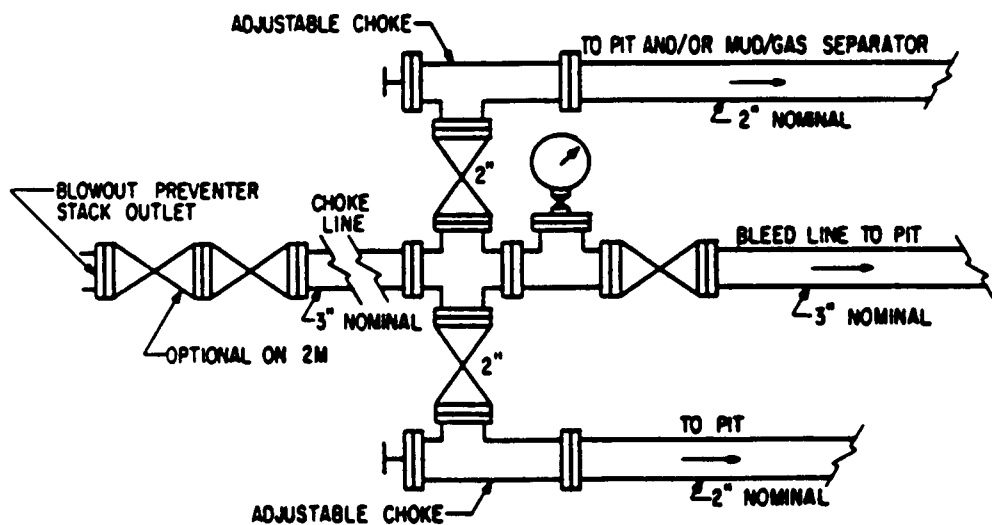 ADJUSTABLE CHOKE
TO PIT AND/OR MUD/GAS SEPARATOR
2" NOMINAL
2"
BLOWOUT PREVENTER
STACK OUTLET
CHOKE
LINE
BLEED LINE TO PIT
3" NOMINAL
3" NOMINAL
OPTIONAL ON 2M
2"
TO PIT
2" NOMINAL
ADJUSTABLE CHOKE